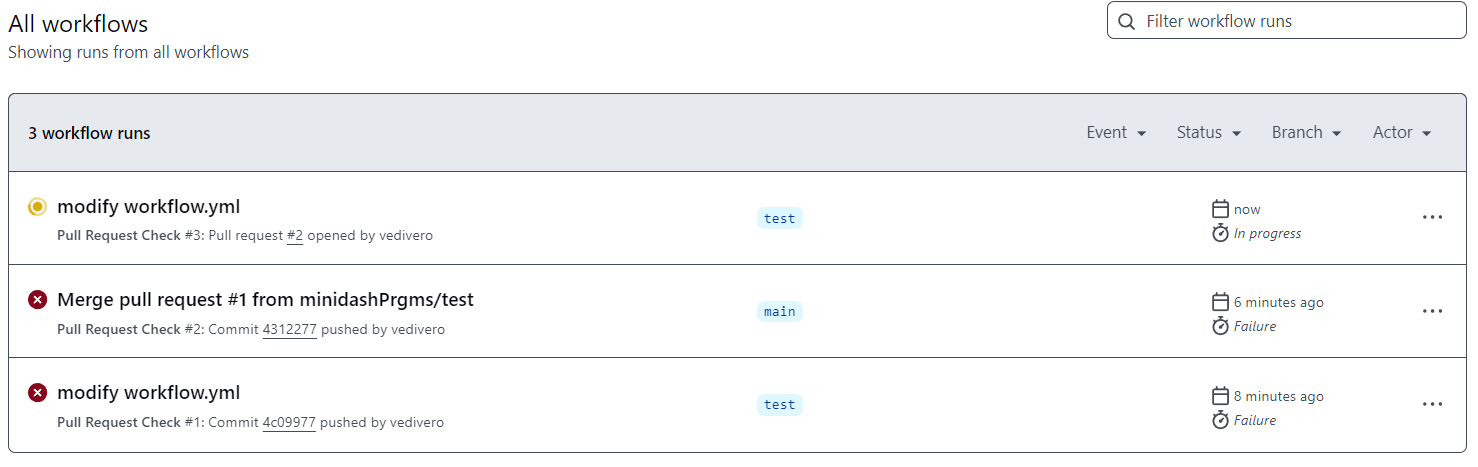 All workflows
Filter workflow runs
Showing runs from all workflows
3 workflow runs
Event
Status
Branch
Actor
modify workflow.yml
Pull Request Check #3: Pull request #2 opened by vedivero
test
now
In progress
Merge pull request #1 from minidashPrgms/test
Pull Request Check #2: Commit 4312277 pushed by vedivero
main
6 minutes ago
Failure
modify workflow.yml
Pull Request Check #1: Commit 4c09977 pushed by vedivero
test
8 minutes ago
Failure